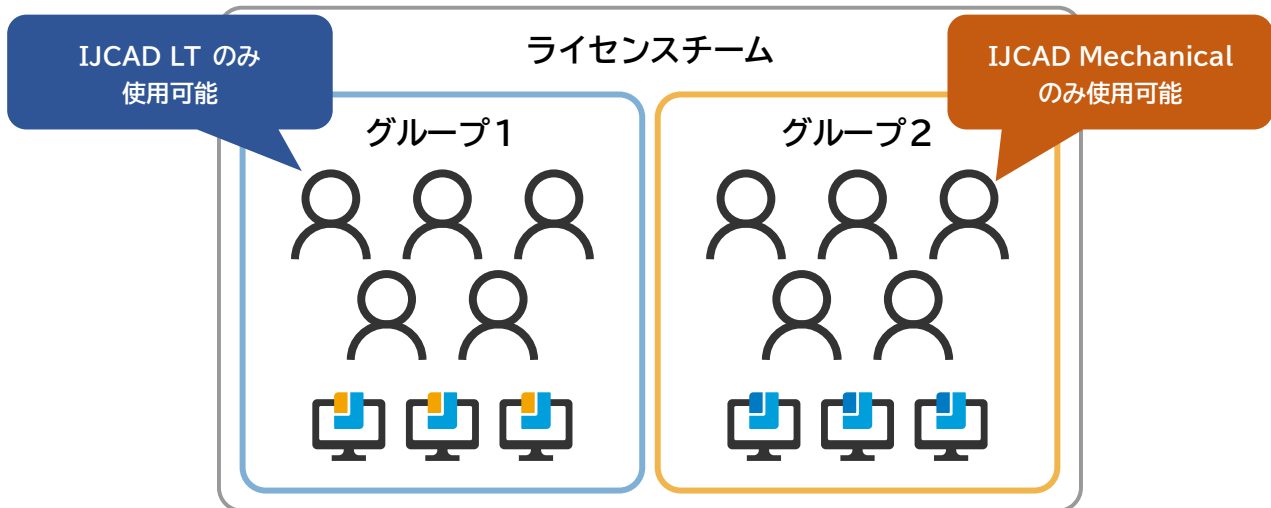 ライセンスチーム
IJCAD LT のみ
使用可能
IJCAD Mechanical
のみ使用可能
グループ1
グループ2